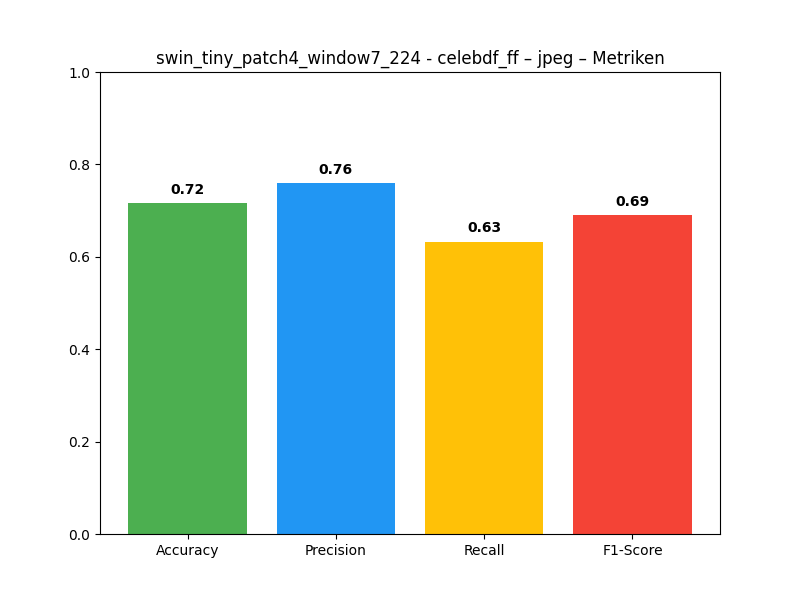 swin_tiny_patch4_window7_224 - celebdf_ff – jpeg – Metriken
1.0
0.8
0.6
0.4
0.2
0.0
0.72
0.76
0.63
0.69
Accuracy
Precision
Recall
F1-Score